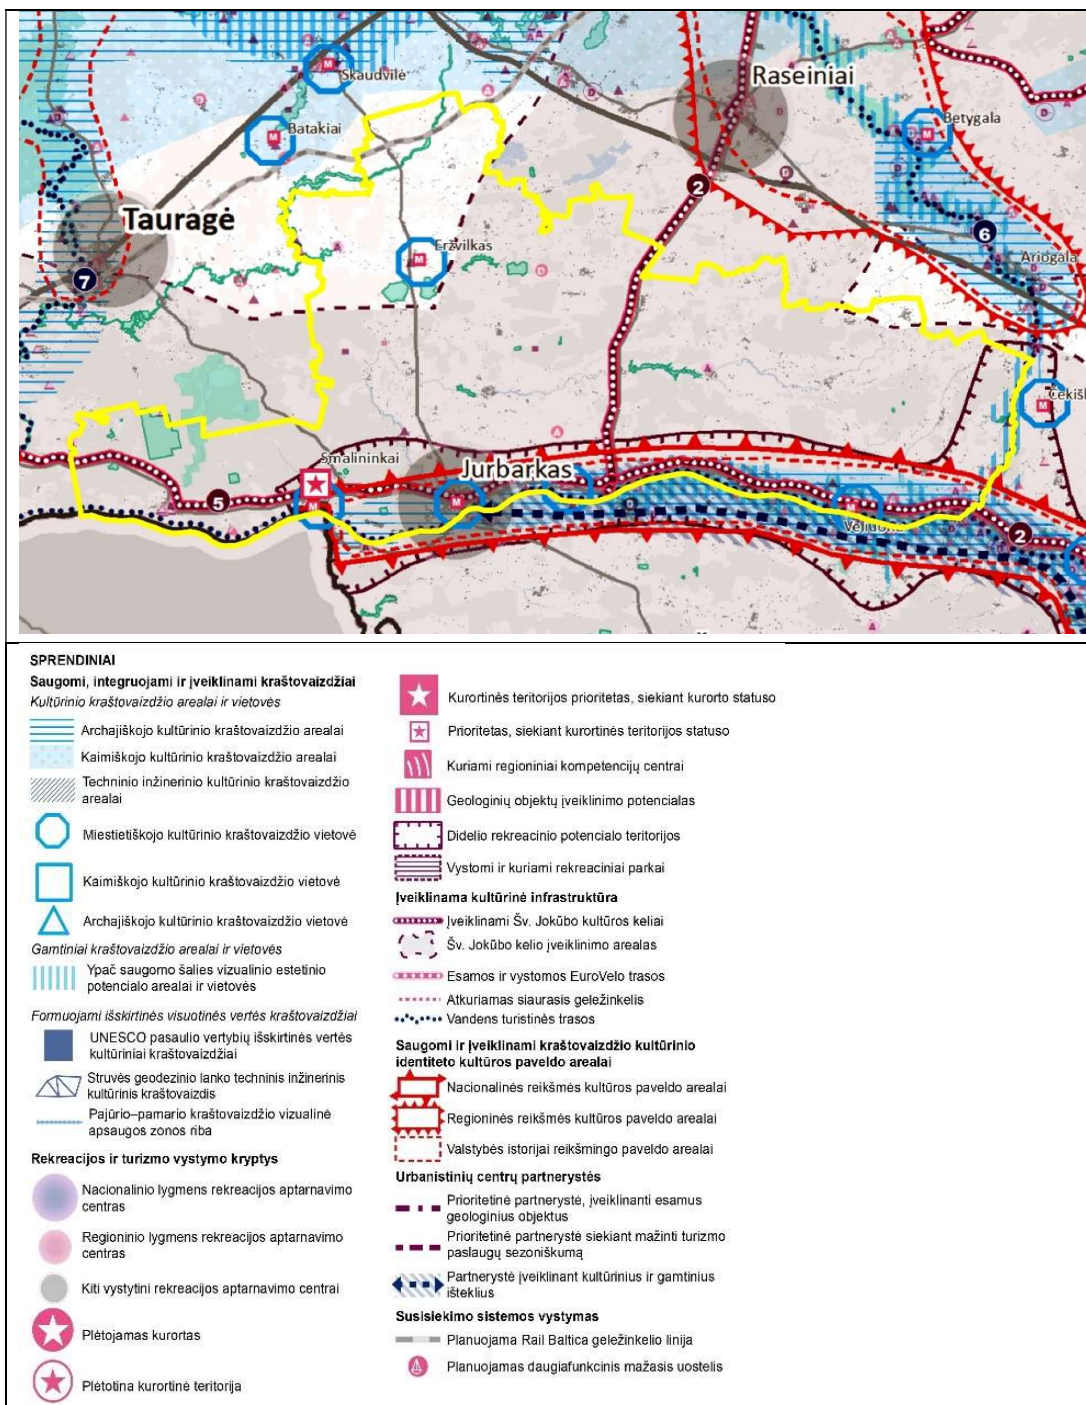 Skaudvilė
Raseiniai
Batakiai
Betygala
Tauragė
2
6
Eržvilkas
Ariogala
7
Smalininkai
Jurbarkas
5
2
SPRENDINIAI
Saugomi, integruojami ir įveiklinami kraštovaizdžiai
Kultūrinio kraštovaizdžio arealai ir vietovės
Archajiškojo kultūrinio kraštovaizdžio arealai
Kaimiškojo kultūrinio kraštovaizdžio arealai
Techninio inžinerinio kultūrinio kraštovaizdžio
arealai
Miestietiškojo kultūrinio kraštovaizdžio vietovė
Kaimiškojo kultūrinio kraštovaizdžio vietovė
Archajiškojo kultūrinio kraštovaizdžio vietovė
Gamtiniai kraštovaizdžio arealai ir vietovės
Ypač saugomo šalies vizualinio estetinio
potencialo arealai ir vietovės
Formuojami išskirtinės visuotinės vertės kraštovaizdžiai
UNESCO pasaulio vertybių išskirtinės vertės
kultūriniai kraštovaizdžiai
Struvės geodezinio lanko techninis inžinerinis
kultūrinis kraštovaizdis
Pajūrio–pamario kraštovaizdžio vizualinė
apsaugos zonos riba
Rekreacijos ir turizmo vystymo kryptys
Nacionalinio lygmens rekreacijos aptarnavimo
centras
Regioninio lygmens rekreacijos aptarnavimo
centras
Kiti vystytini rekreacijos aptarnavimo centrai
Plėtojamas kurortas
Plėtotina kurortinė teritorija
Kurortinės teritorijos prioritetas, siekiant kurorto statuso
Prioritetas, siekiant kurortinės teritorijos statuso
Kuriami regioniniai kompetencijų centrai
Geologinių objektų įveiklinimo potencialas
Didelio rekreacinio potencialo teritorijos
Vystomi ir kuriami rekreaciniai parkai
Įveiklinama kultūrinė infrastruktūra
Įveiklinami Šv. Jokūbo kultūros keliai
Šv. Jokūbo kelio įveiklinimo arealas
Esamos ir vystomos EuroVelo trasos
Atkuriamas siaurasis geležinkelis
Vandens turistinės trasos
Saugomi ir įveiklinami kraštovaizdžio kultūrinio
identiteto kultūros paveldo arealai
Nacionalinės reikšmės kultūros paveldo arealai
Regioninės reikšmės kultūros paveldo arealai
Valstybės istorijai reikšmingo paveldo arealai
Urbanistinių centrų partnerystės
Prioritetinė partnerystė, įveiklinanti esamus
geologinius objektus
Prioritetinė partnerystė siekiant mažinti turizmo
paslaugų sezoniškumą
Partnerystė įveiklinant kultūrinius ir gamtinius
išteklius
Susisiekimo sistemos vystymas
Planuojama Rail Baltica geležinkelio linija
Planuojamas daugiafunkcinis mažasis uostelis